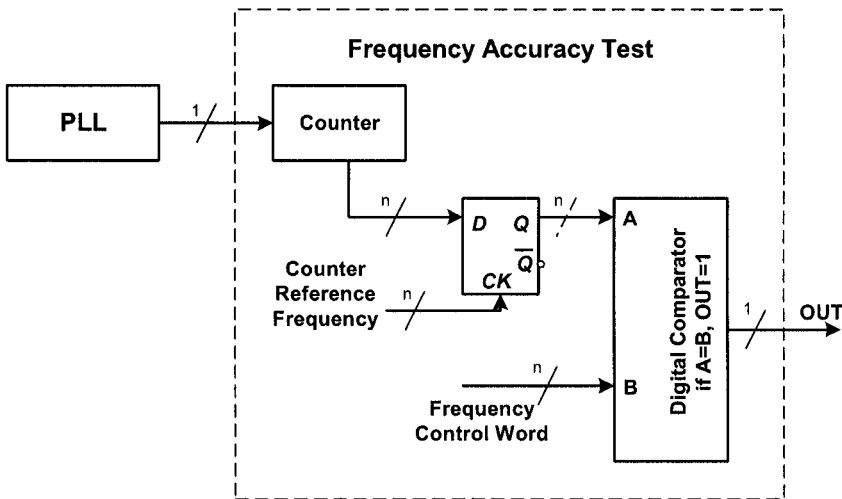 Frequency Accuracy Test
PLL
1
Counter
n
D
Q
n
Q
CK
A
Counter
Reference
Frequency
n
Digital Comparator
if A=B, OUT=1
1
OUT
n
B
Frequency
Control Word